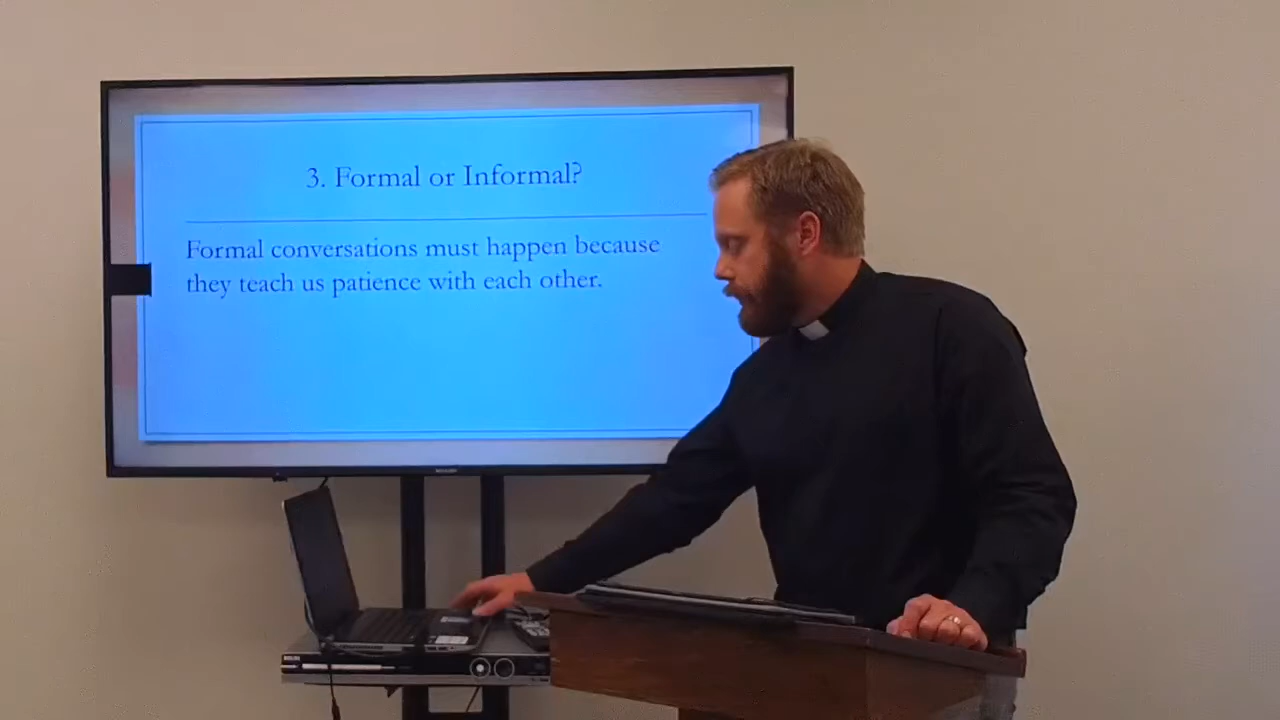 3. Formal or Informal?
Formal conversations must happen because
they teach us patience with each other.